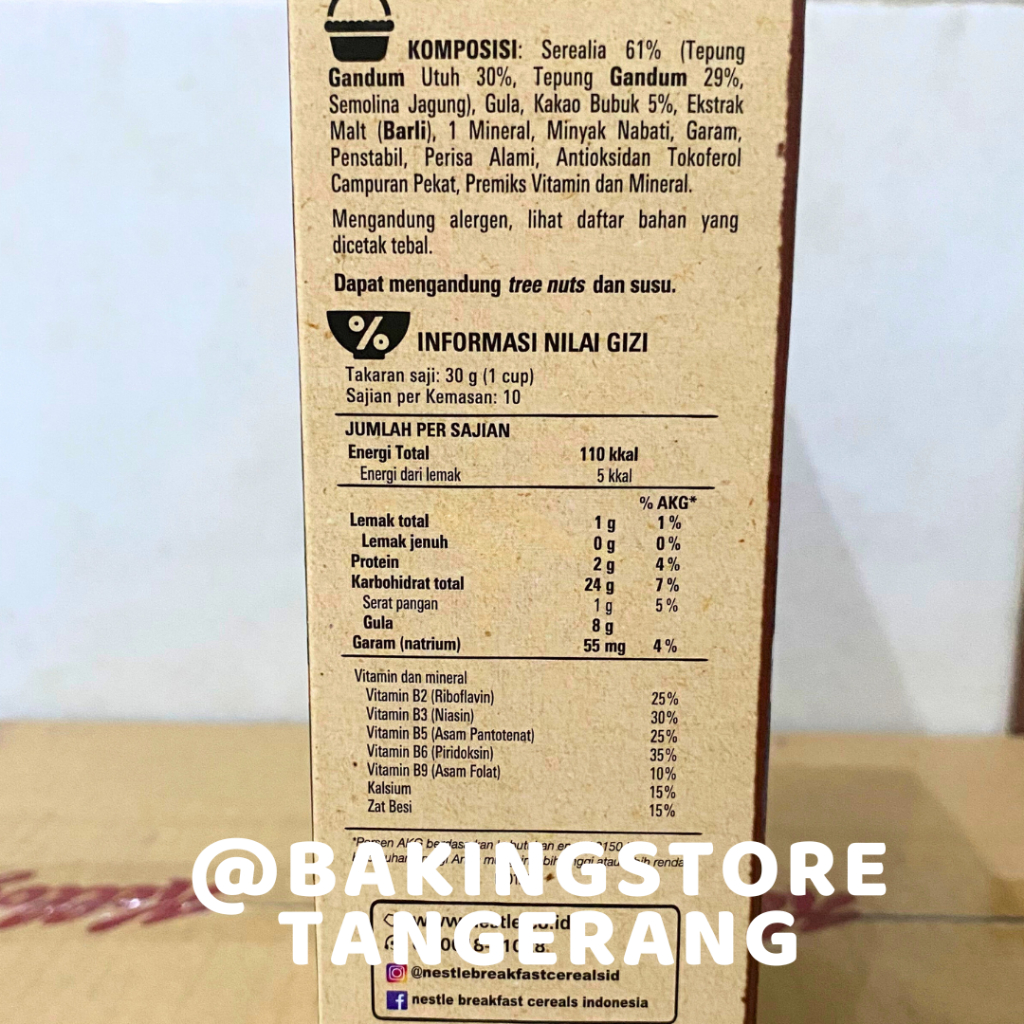 KOMPOSISI: Serealia 61% (Tepung
Gandum Utuh 30%, Tepung Gandum 29%,
Semolina Jagung), Gula, Kakao Bubuk 5%, Ekstrak
Malt (Barli), 1 Mineral, Minyak Nabati, Garam,
Penstabil, Perisa Alami, Antioksidan Tokoferol
Campuran Pekat, Premiks Vitamin dan Mineral.
Mengandung alergen, lihat daftar bahan yang
dicetak tebal.
Dapat mengandung tree nuts dan susu.
% INFORMASI NILAI GIZI
Takaran saji: 30 g (1 cup)
Sajian per Kemasan: 10
JUMLAH PER SAJIAN
Energi Total 110 kkal
Energi dari lemak 5 kkal
% AKG*
Lemak total 1 g 1 %
Lemak jenuh 0 g 0 %
Protein 2 g 4 %
Karbohidrat total 24 g 7 %
Serat pangan 1 g 5 %
Gula 8 g
Garam (natrium) 55 mg 4 %
Vitamin dan mineral
Vitamin B2 (Riboflavin) 25%
Vitamin B3 (Niasin) 30%
Vitamin B5 (Asam Pantotenat) 25%
Vitamin B6 (Piridoksin) 35%
Vitamin B9 (Asam Folat) 10%
Kalsium 15%
Zat Besi 15%
*Persen AKG
@BAKINGSTORE
TANGERANG
@nestlebreakfastcerealsid
nestle breakfast cereals indonesia